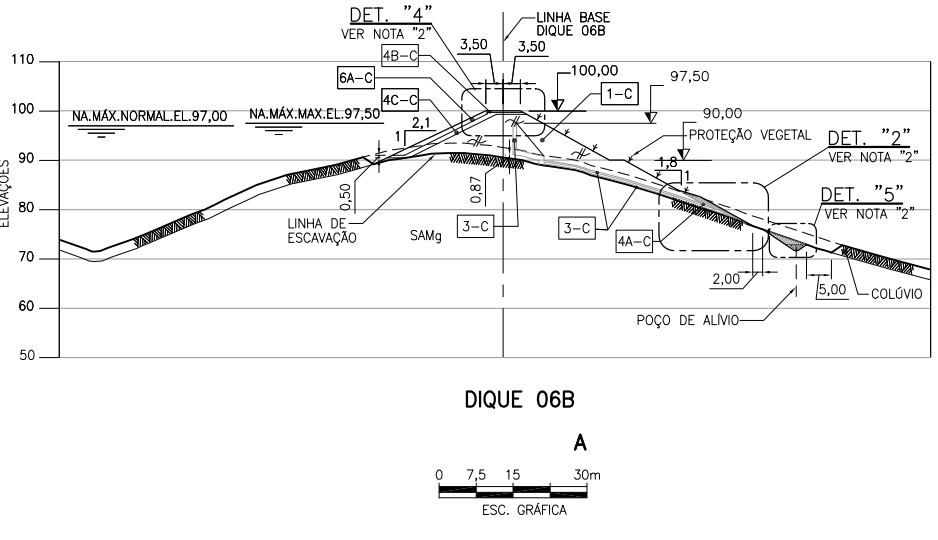 DET. "4"
VER NOTA "2"
LINHA BASE
DIQUE 06B
3,50
3,50
4B-C
6A-C
4C-C
1-C
100,00
97,50
90,00
110
100
90
80
70
60
50
ELEVAÇÕES
NA.MÁX.NORMAL.EL.97,00
NA.MÁX.MAX.EL.97,50
2,1
1
PROTEÇÃO VEGETAL
DET. "2"
VER NOTA "2"
1,8
1
0,50
0,87
DET. "5"
VER NOTA "2"
LINHA DE
ESCAVAÇÃO
SAMg
3-C
3-C
4A-C
2,00
5,00
COLÚVIO
POÇO DE ALÍVIO
DIQUE 06B
A
0 7,5 15 30m
ESC. GRÁFICA